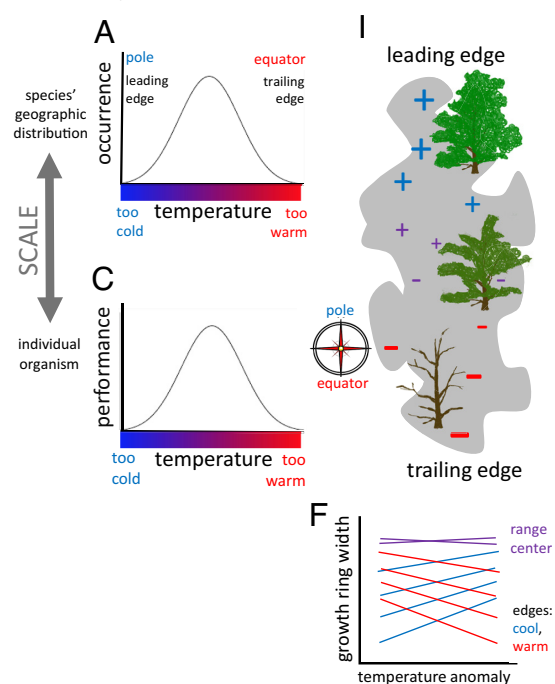 A
pole
equator
leading
edge
trailing
edge
occurrence
temperature
too
cold
too
warm
species'
geographic
distribution
SCALE
individual
organism
C
performance
temperature
too
cold
too
warm
I
leading edge
+
+
+
+
+
+
-
-
-
-
-
-
pole
equator
trailing edge
F
growth ring width
range
center
edges:
cool,
warm
temperature anomaly